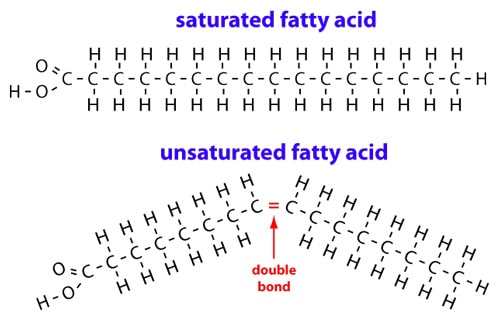 saturated fatty acid
H H H H H H H H H H H H H H H
O
C-C-C-C-C-C-C-C-C-C-C-C-C-C-C-C-H
H-O
H H H H H H H H H H H H H H H
unsaturated fatty acid
H H H H H H H H H H H H H H H
O=C-C-C-C-C-C-C-C=C-C-C-C-C-C-C-C-H
H-O
H H H H H H H H H H H H H
double
bond